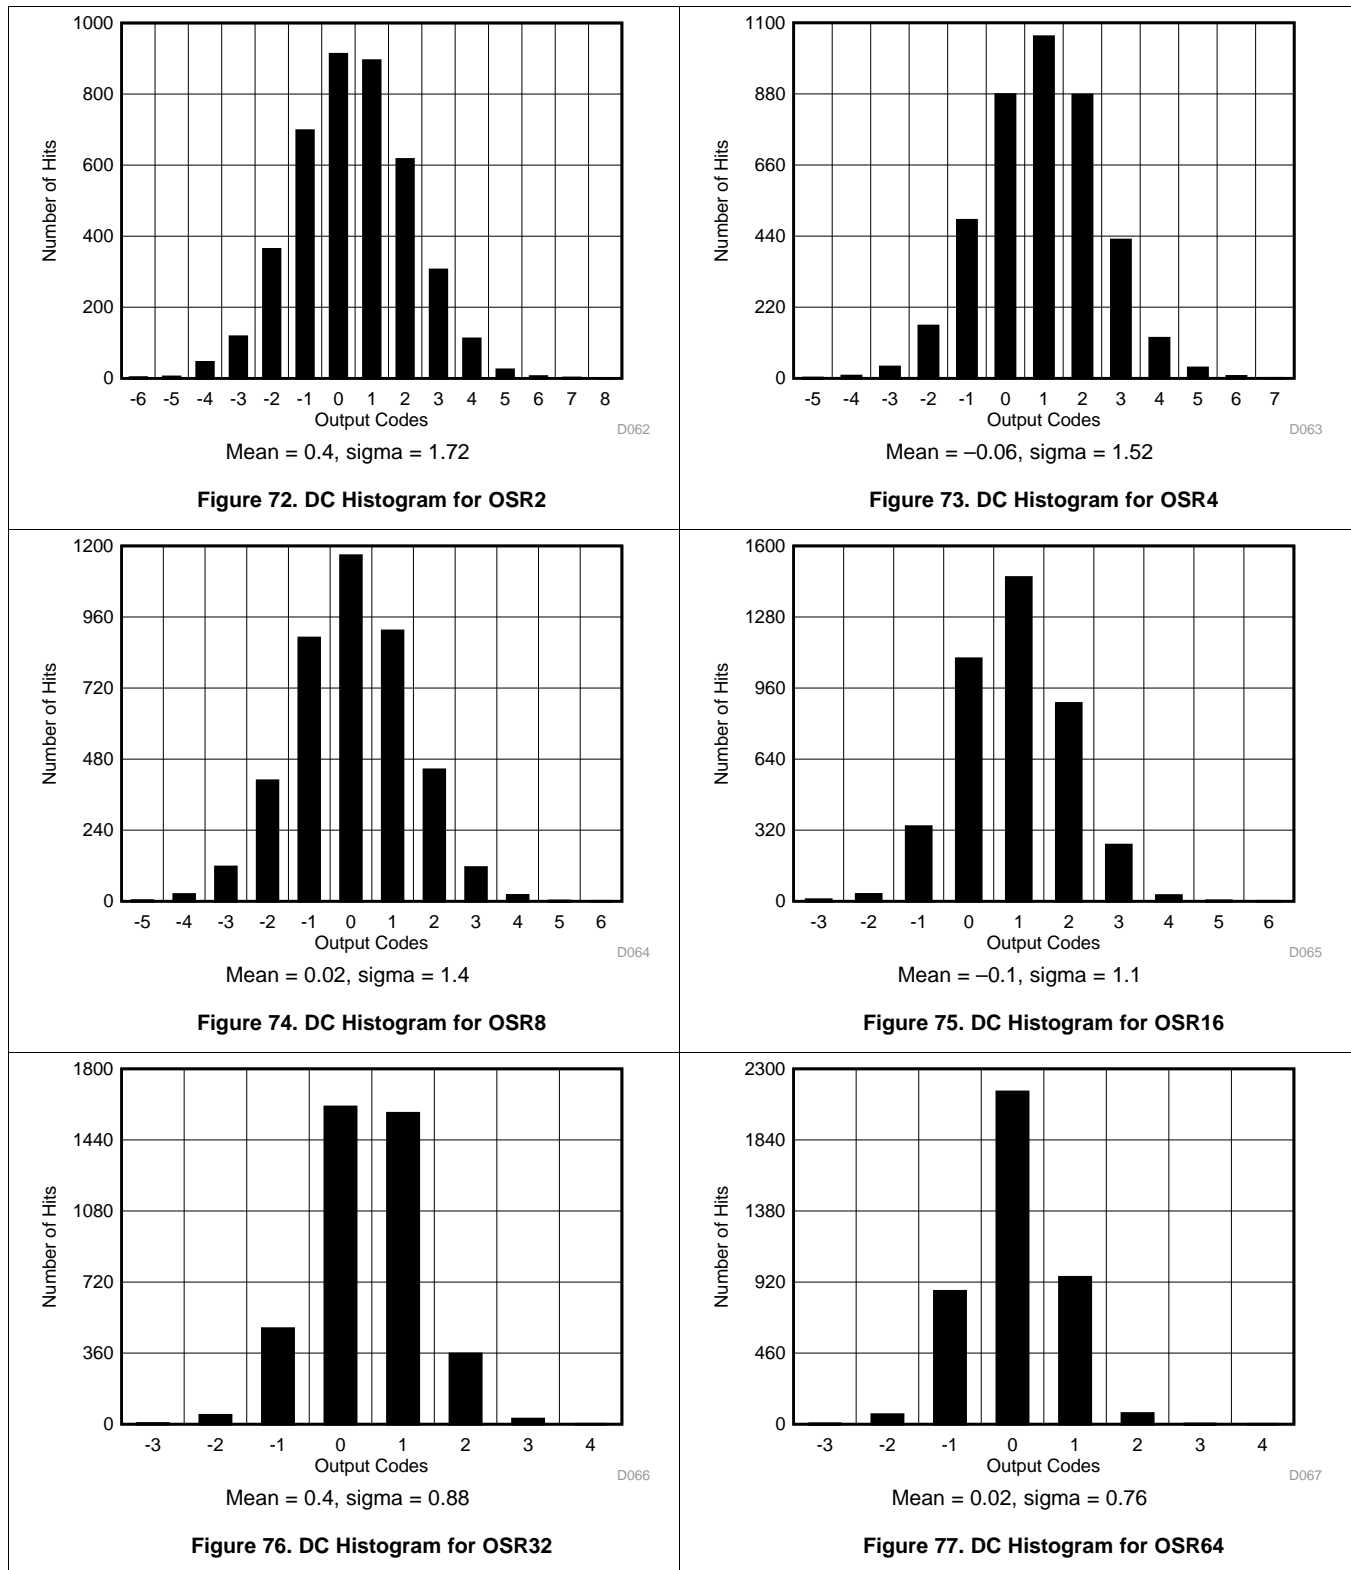 1000
800
600
400
200
0
Number of Hits
-6 -5 -4 -3 -2 -1 0 1 2 3 4 5 6 7 8
Output Codes
D062
Mean = 0.4, sigma = 1.72
Figure 72. DC Histogram for OSR2
1100
880
660
440
220
0
Number of Hits
-5 -4 -3 -2 -1 0 1 2 3 4 5 6 7
Output Codes
D063
Mean = –0.06, sigma = 1.52
Figure 73. DC Histogram for OSR4
1200
960
720
480
240
0
Number of Hits
-5 -4 -3 -2 -1 0 1 2 3 4 5 6
Output Codes
D064
Mean = 0.02, sigma = 1.4
Figure 74. DC Histogram for OSR8
1600
1280
960
640
320
0
Number of Hits
-3 -2 -1 0 1 2 3 4 5 6
Output Codes
D065
Mean = –0.1, sigma = 1.1
Figure 75. DC Histogram for OSR16
1800
1440
1080
720
360
0
Number of Hits
-3 -2 -1 0 1 2 3 4
Output Codes
D066
Mean = 0.4, sigma = 0.88
Figure 76. DC Histogram for OSR32
2300
1840
1380
920
460
0
Number of Hits
-3 -2 -1 0 1 2 3 4
Output Codes
D067
Mean = 0.02, sigma = 0.76
Figure 77. DC Histogram for OSR64